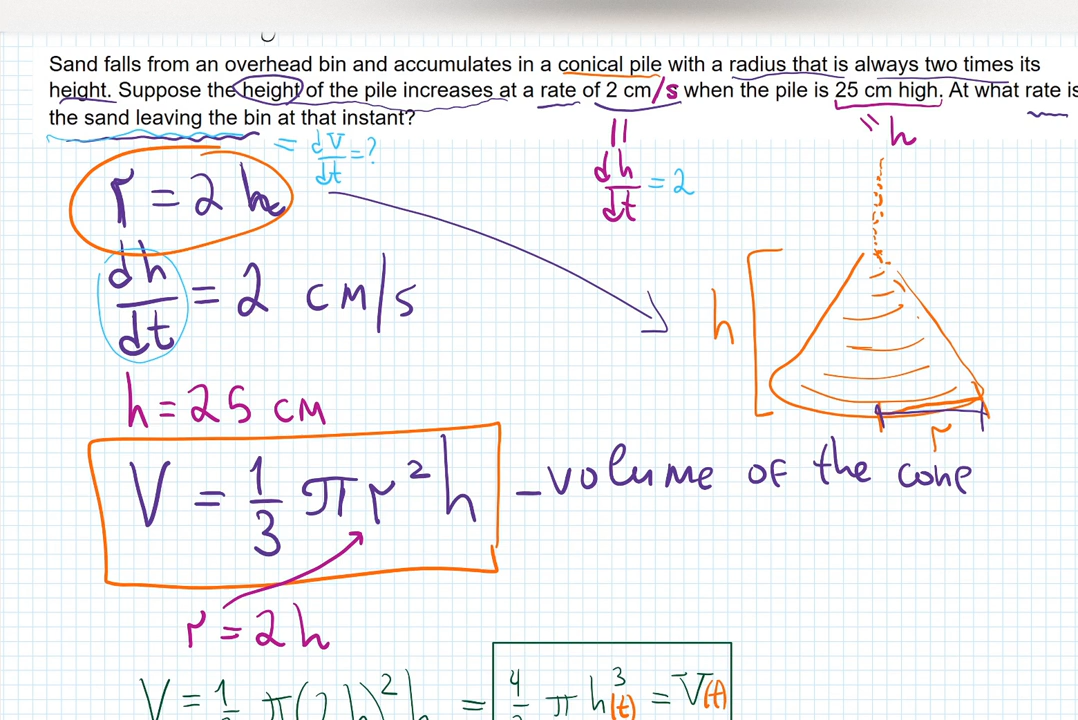 Sand falls from an overhead bin and accumulates in a conical pile with a radius that is always two times its
height. Suppose the height of the pile increases at a rate of 2 cm/s when the pile is 25 cm high. At what rate is
the sand leaving the bin at that instant?
= dV/dt = ?
|| dh/dt = 2
= h
r = 2h
dh/dt = 2 cm/s
h
h = 25 cm
r
V = 1/3 πr²h - volume of the cone
r = 2h
V = 1/3 π(2h)²h = 4/3 πh³(t) = V(t)